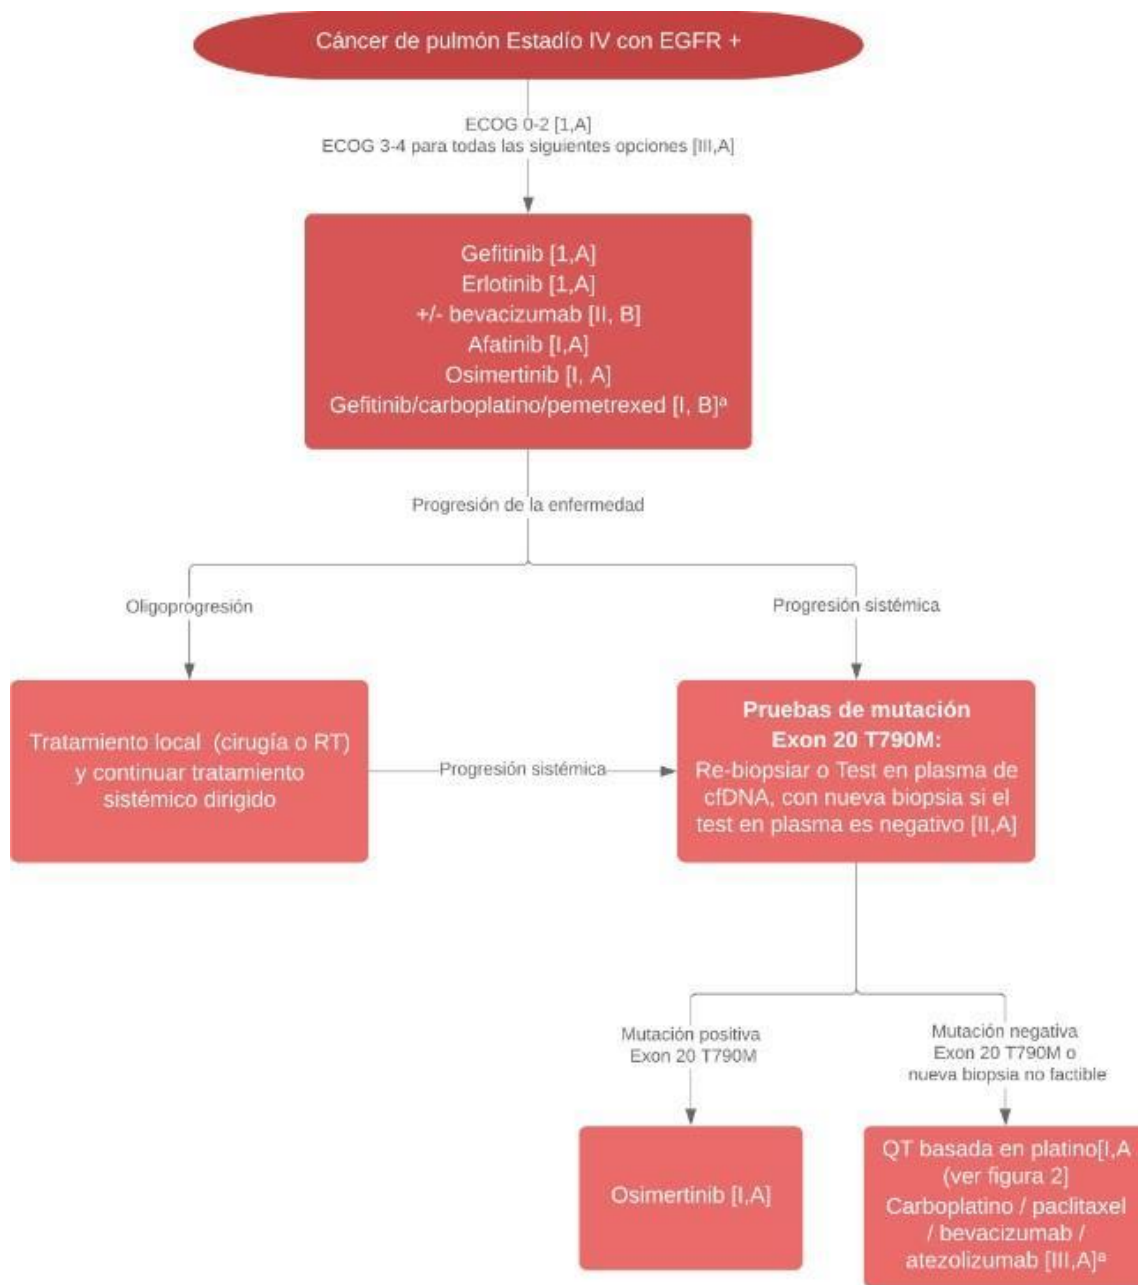 Cáncer de pulmón Estadío IV con EGFR +
ECOG 0-2 [1,A]
ECOG 3-4 para todas las siguientes opciones [III,A]
Gefitinib [1,A]
Erlotinib [1,A]
+/- bevacizumab [II, B]
Afatinib [I,A]
Osimertinib [I, A]
Gefitinib/carboplatino/pemetrexed [I, B]ª
Progresión de la enfermedad
Oligoprogresión
Progresión sistémica
Tratamiento local (cirugía o RT)
y continuar tratamiento
sistémico dirigido
Progresión sistémica
Pruebas de mutación
Exon 20 T790M:
Re-biopsiar o Test en plasma de
cfDNA, con nueva biopsia si el
test en plasma es negativo [II,A]
Mutación positiva
Exon 20 T790M
Mutación negativa
Exon 20 T790M o
nueva biopsia no factible
Osimertinib [I,A]
QT basada en platino[I,A
(ver figura 2]
Carboplatino / paclitaxel
/ bevacizumab /
atezolizumab [III,A]ª